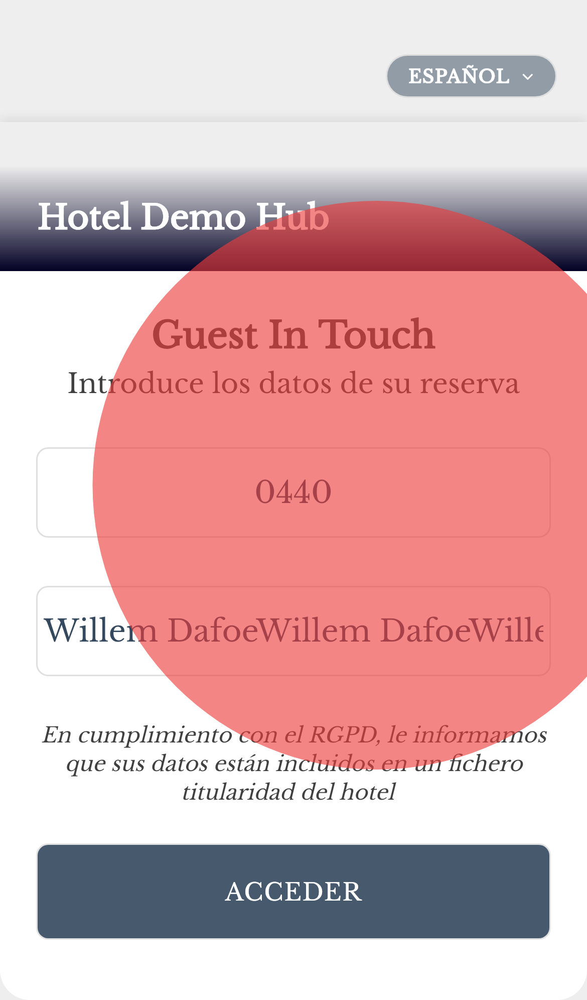 ESPAÑOL
Hotel Demo Hub
Guest In Touch
Introduce los datos de su reserva
0440
Willem DafoeWillem DafoeWille
En cumplimiento con el RGPD, le informamos
que sus datos están incluidos en un fichero
titularidad del hotel
ACCEDER